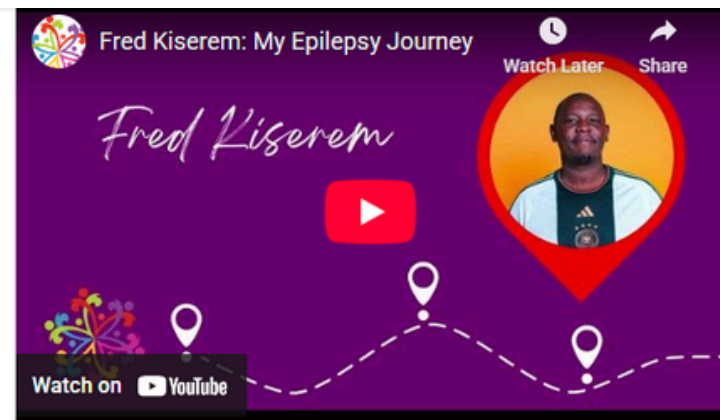 Fred Kiserem: My Epilepsy Journey
Watch Later
Share
Fred Kiserem
Watch on YouTube